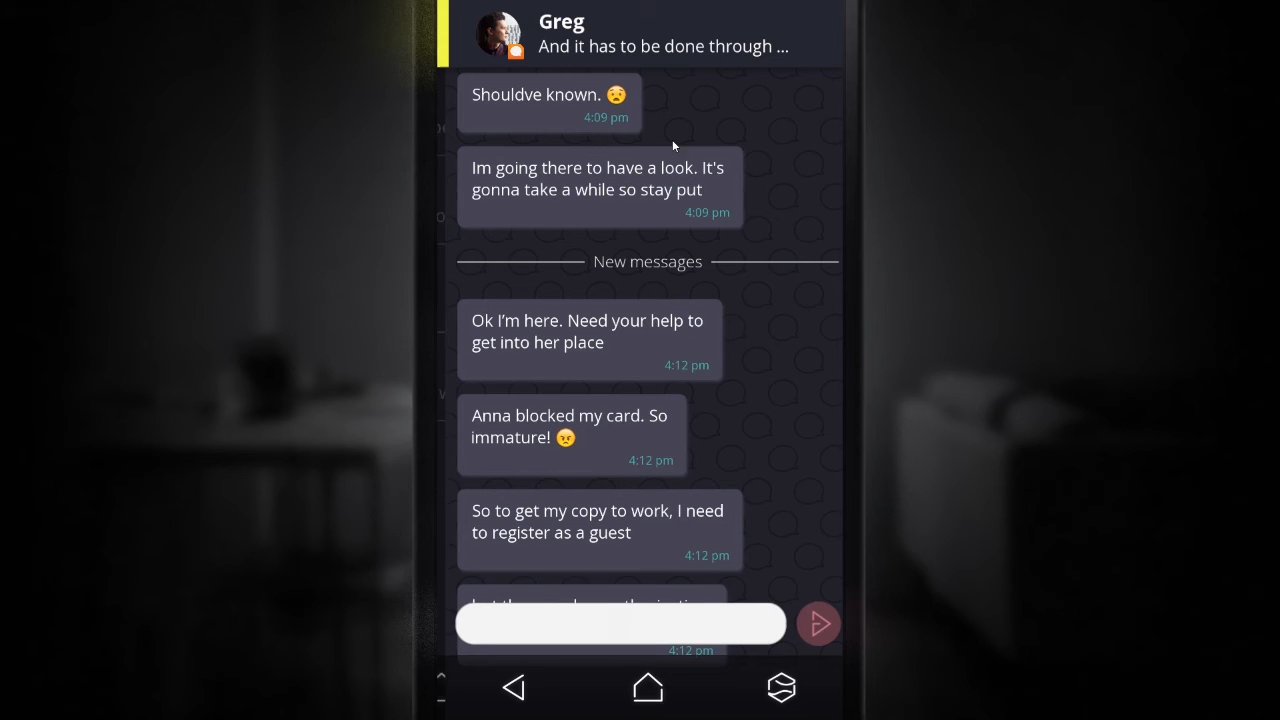 Greg
And it has to be done through ...
Shouldve known. 😟
4:09 pm
Im going there to have a look. It's
gonna take a while so stay put
4:09 pm
New messages
Ok I'm here. Need your help to
get into her place
4:12 pm
Anna blocked my card. So
immature! 😠
4:12 pm
So to get my copy to work, I need
to register as a guest
4:12 pm
4:12 pm